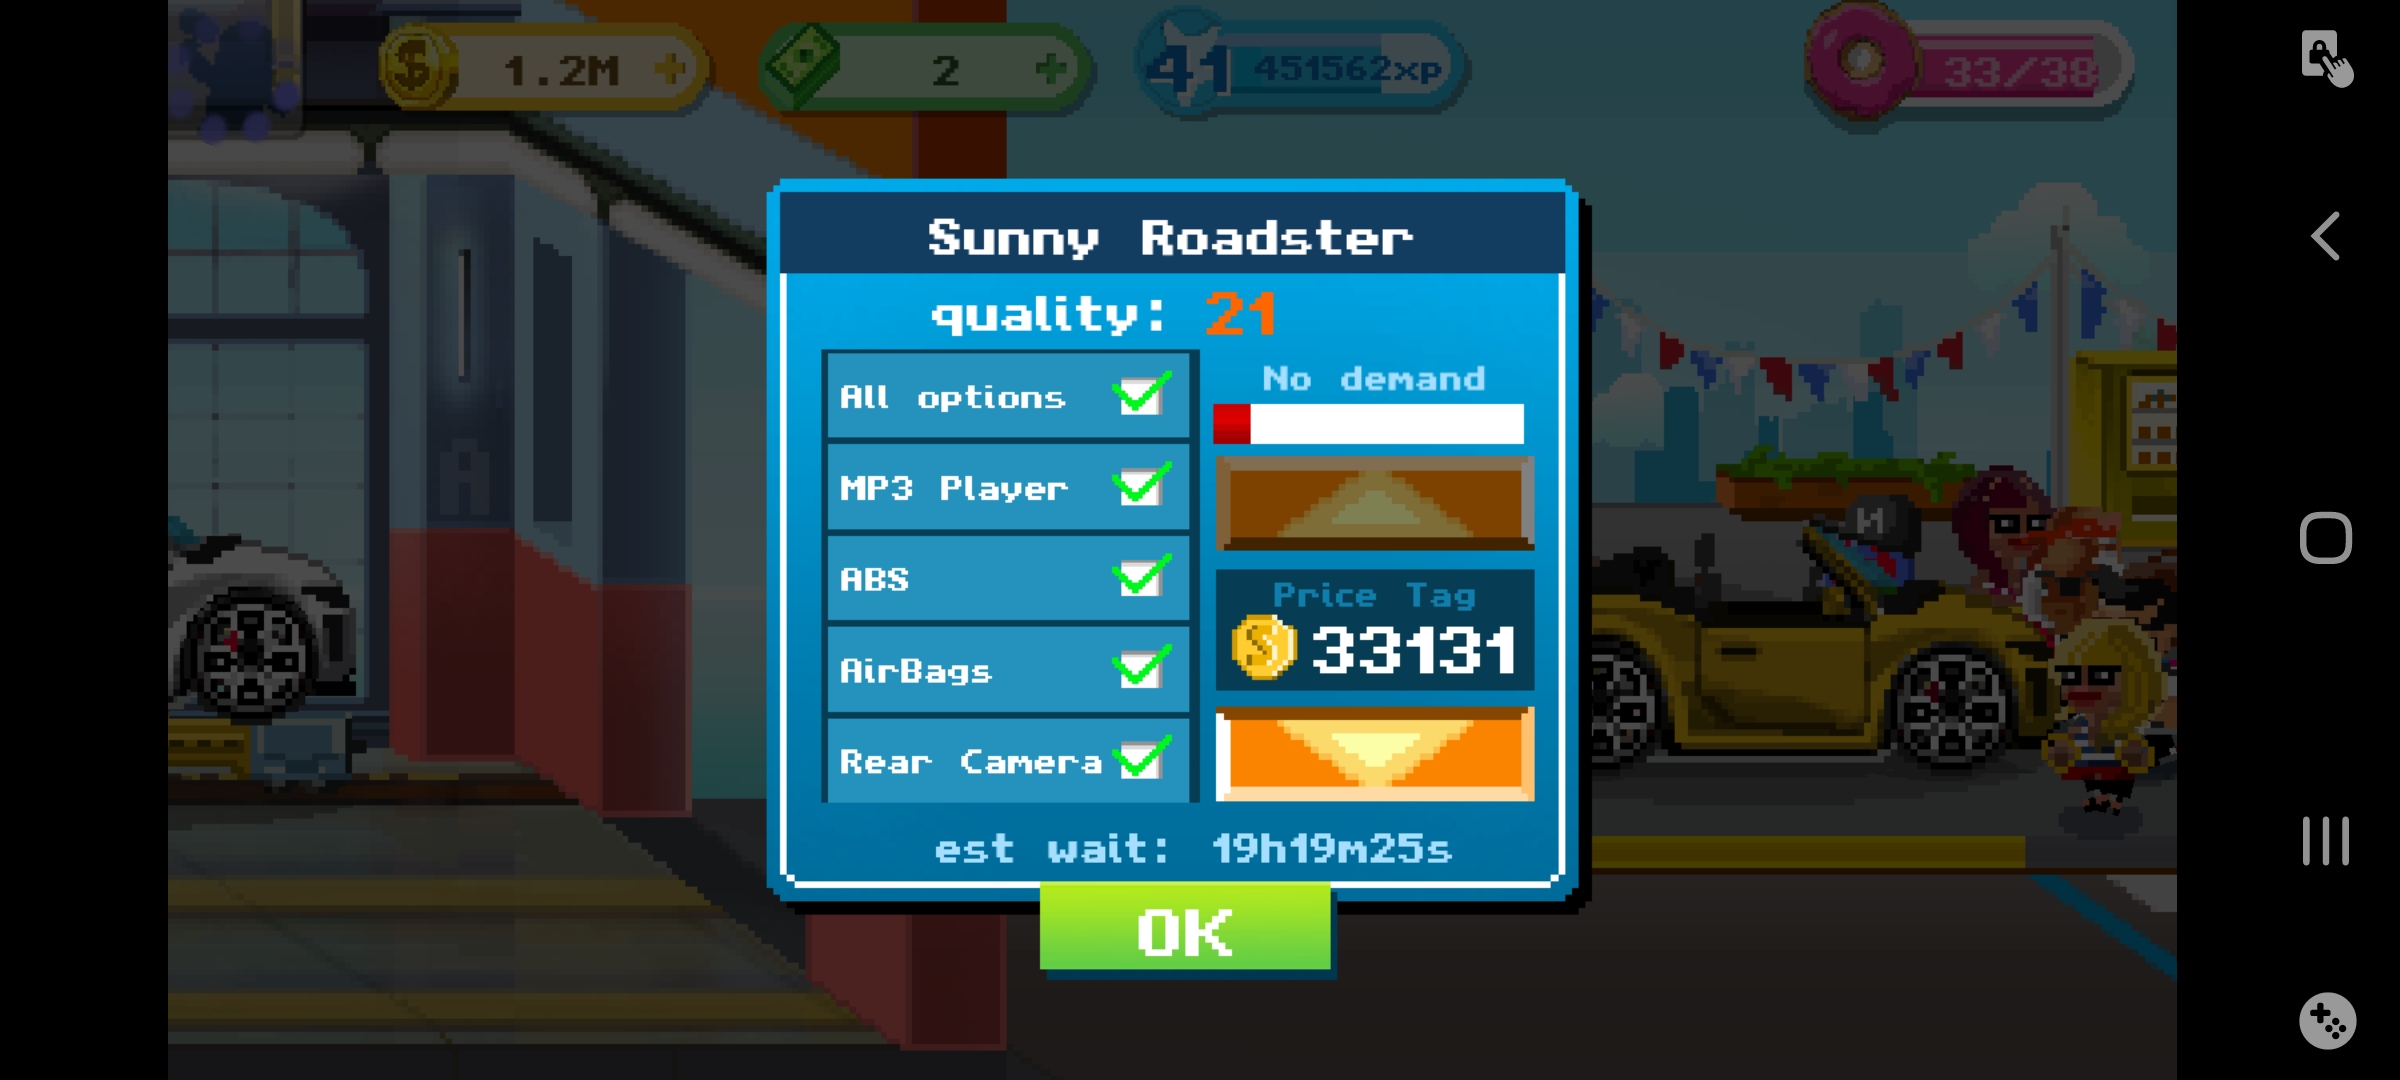 1.2M
2
41 451562xp
33/38
Sunny Roadster
quality: 21
All options
MP3 Player
ABS
AirBags
Rear Camera
No demand
Price Tag
33131
est wait: 19h19m25s
OK